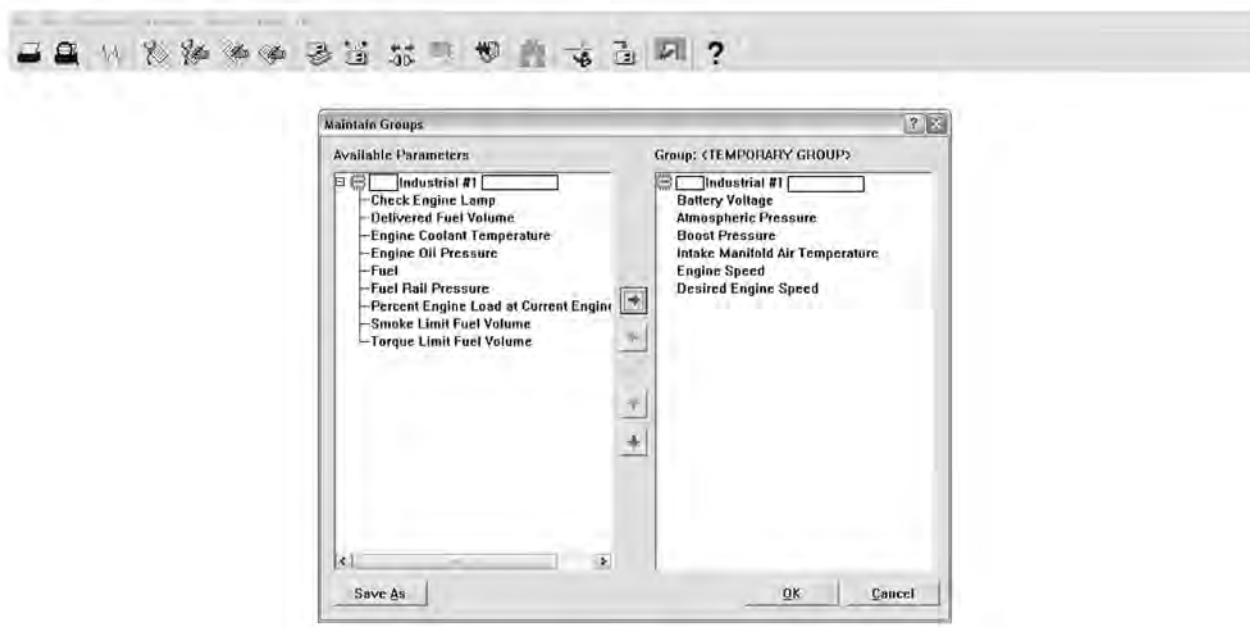 ?
Maintain Groups
?
Available Parameters
Group: <TEMPORARY GROUP>
Industrial #1
Check Engine Lamp
Delivered Fuel Volume
Engine Coolant Temperature
Engine Oil Pressure
Fuel
Fuel Rail Pressure
Percent Engine Load at Current Engine
Smoke Limit Fuel Volume
Torque Limit Fuel Volume
Industrial #1
Battery Voltage
Atmospheric Pressure
Boost Pressure
Intake Manifold Air Temperature
Engine Speed
Desired Engine Speed
Save As
OK
Cancel